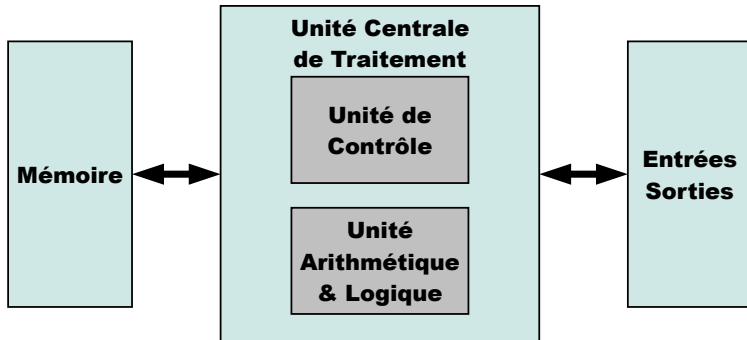 Mémoire
Unité Centrale
de Traitement
Unité de
Contrôle
Unité
Arithmétique
& Logique
Entrées
Sorties